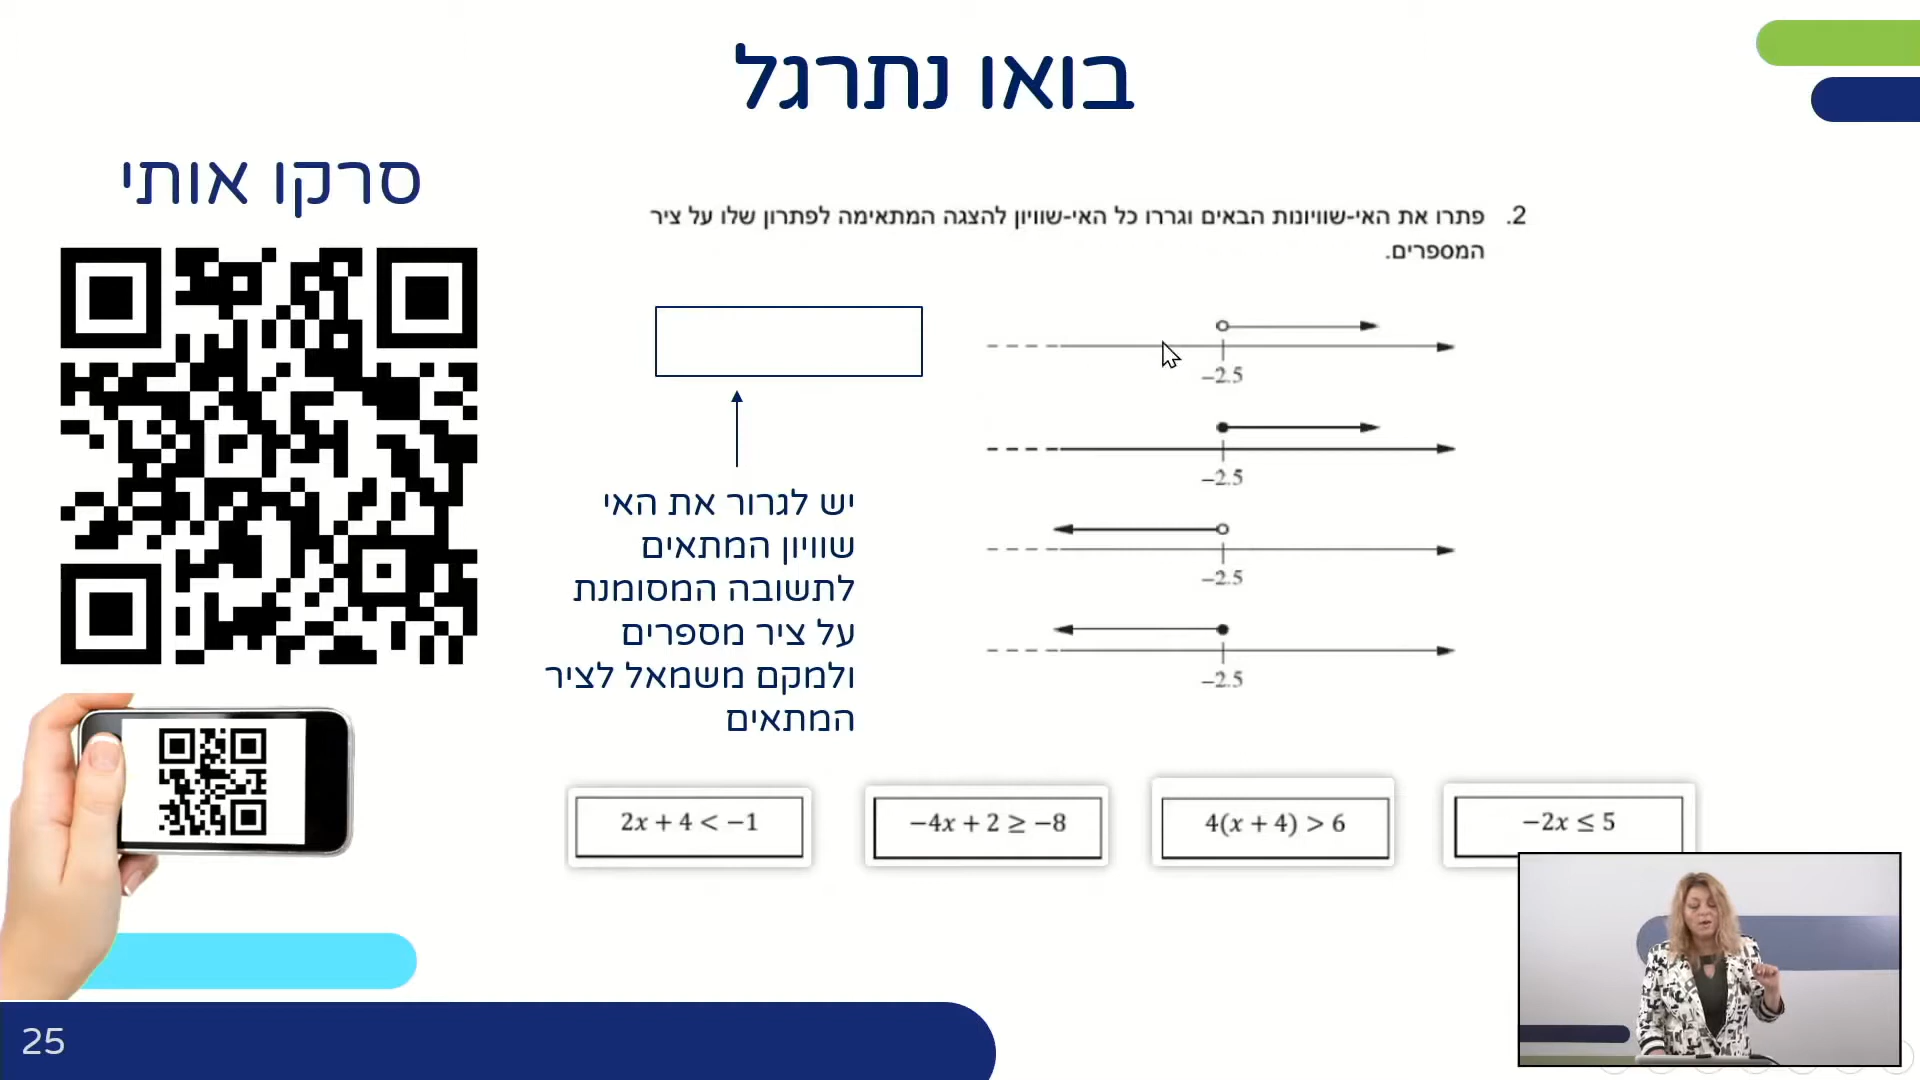 בואו נתרגל
סרקו אותי
2. פתרו את האי-שוויונות הבאים וגררו כל האי-שוויון להצגה המתאימה לפתרון שלו על ציר
המספרים.
–2.5
–2.5
–2.5
–2.5
יש לגרור את האי
שוויון המתאים
לתשובה המסומנת
על ציר מספרים
ולמקם משמאל לציר
המתאים
2x + 4 < −1
−4x + 2 ≥ −8
4(x + 4) > 6
−2x ≤ 5
25